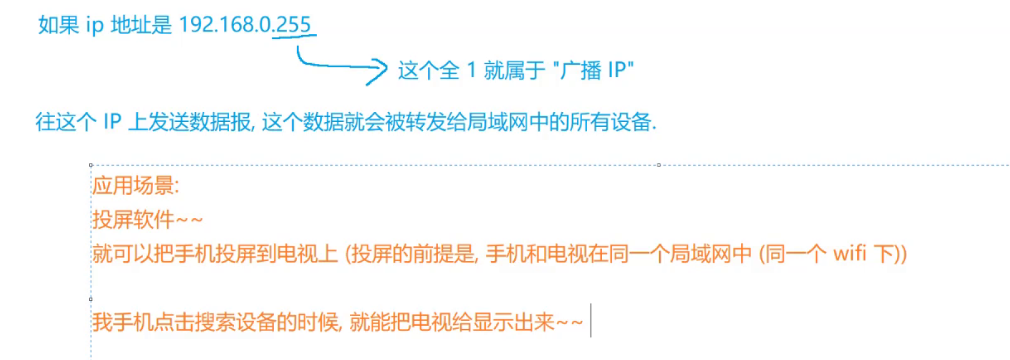 如果 ip 地址是 192.168.0.255
这个全 1 就属于 "广播 IP"
往这个 IP 上发送数据报, 这个数据就会被转发给局域网中的所有设备.
应用场景:
投屏软件~~
就可以把手机投屏到电视上 (投屏的前提是, 手机和电视在同一个局域网中 (同一个 wifi 下))
我手机点击搜索设备的时候, 就能把电视给显示出来~~